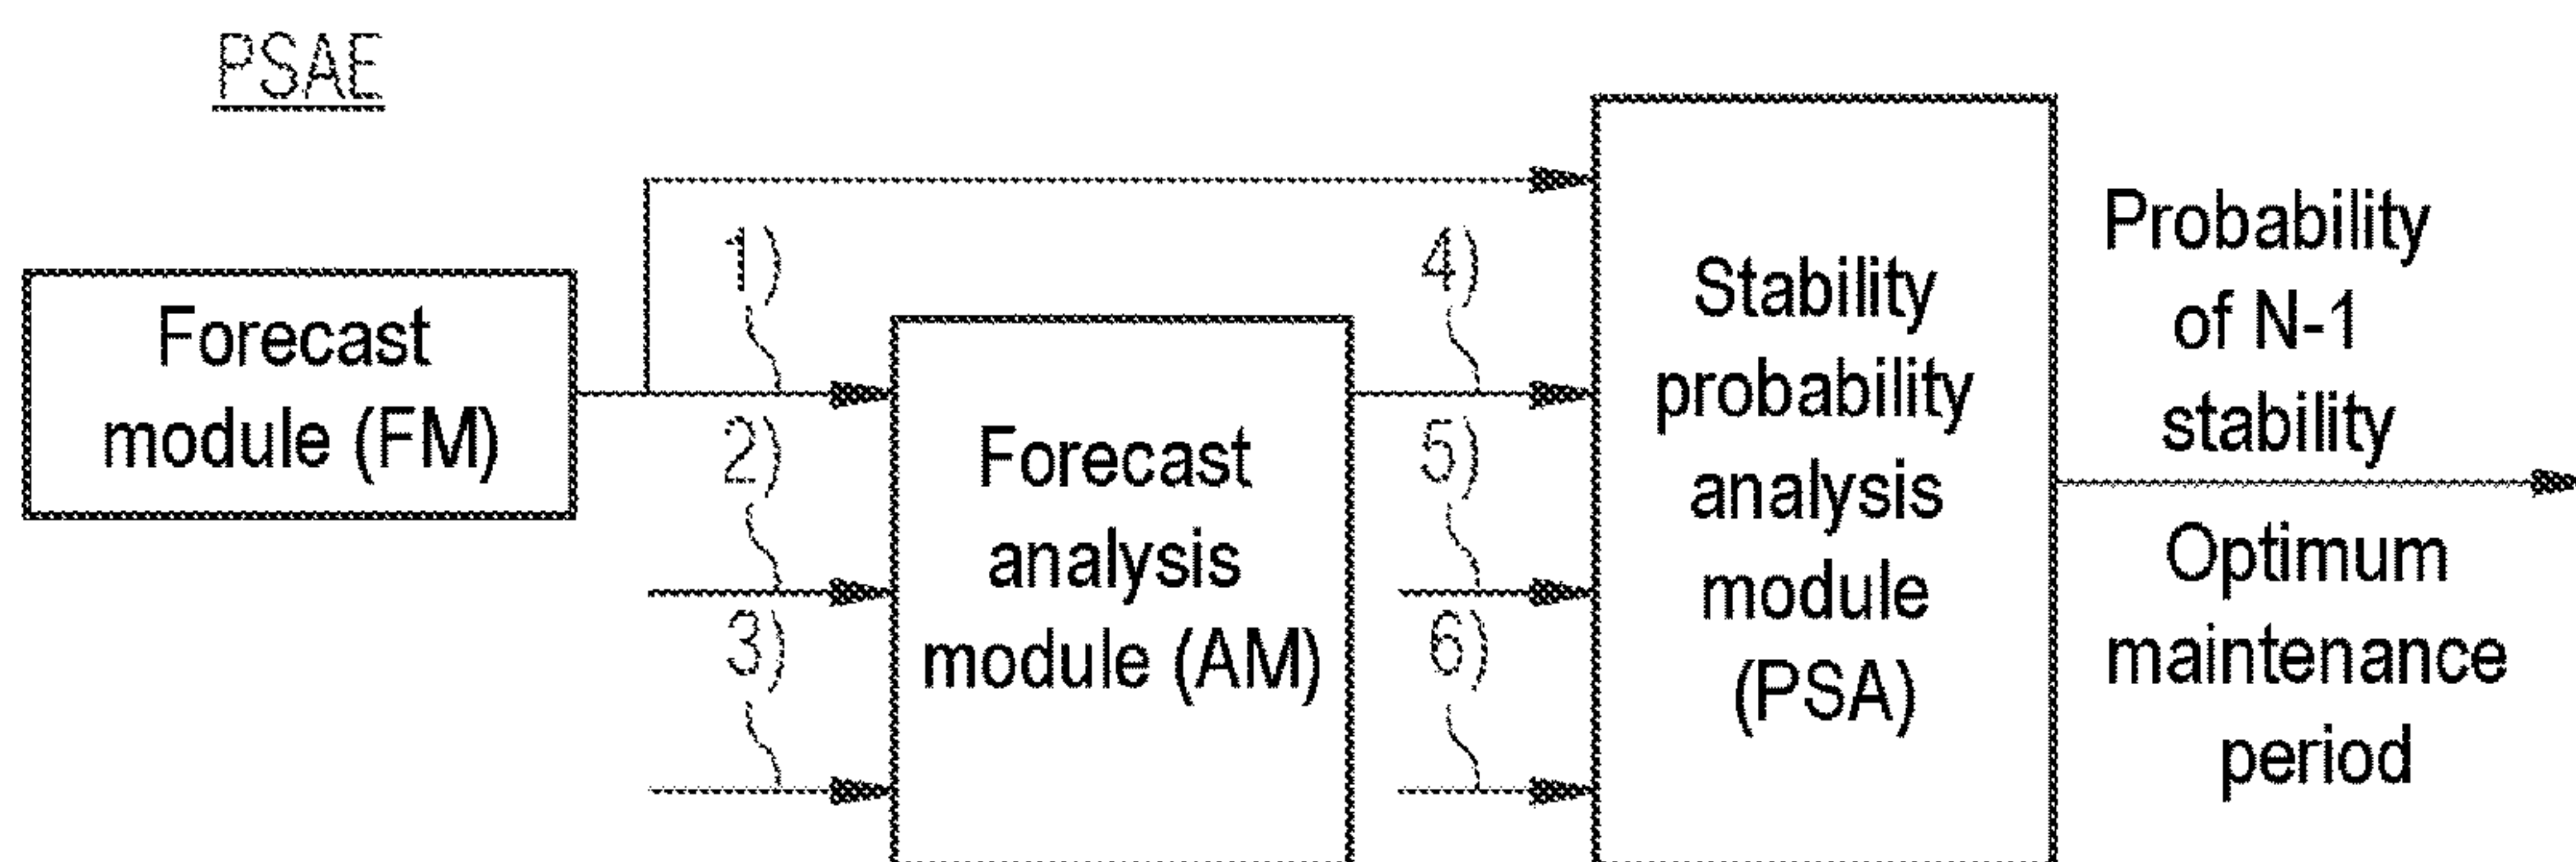 PSAE
Forecast
module (FM)
1)
2)
3)
Forecast
analysis
module (AM)
4)
5)
6)
Stability
probability
analysis
module
(PSA)
Probability
of N-1
stability
Optimum
maintenance
period